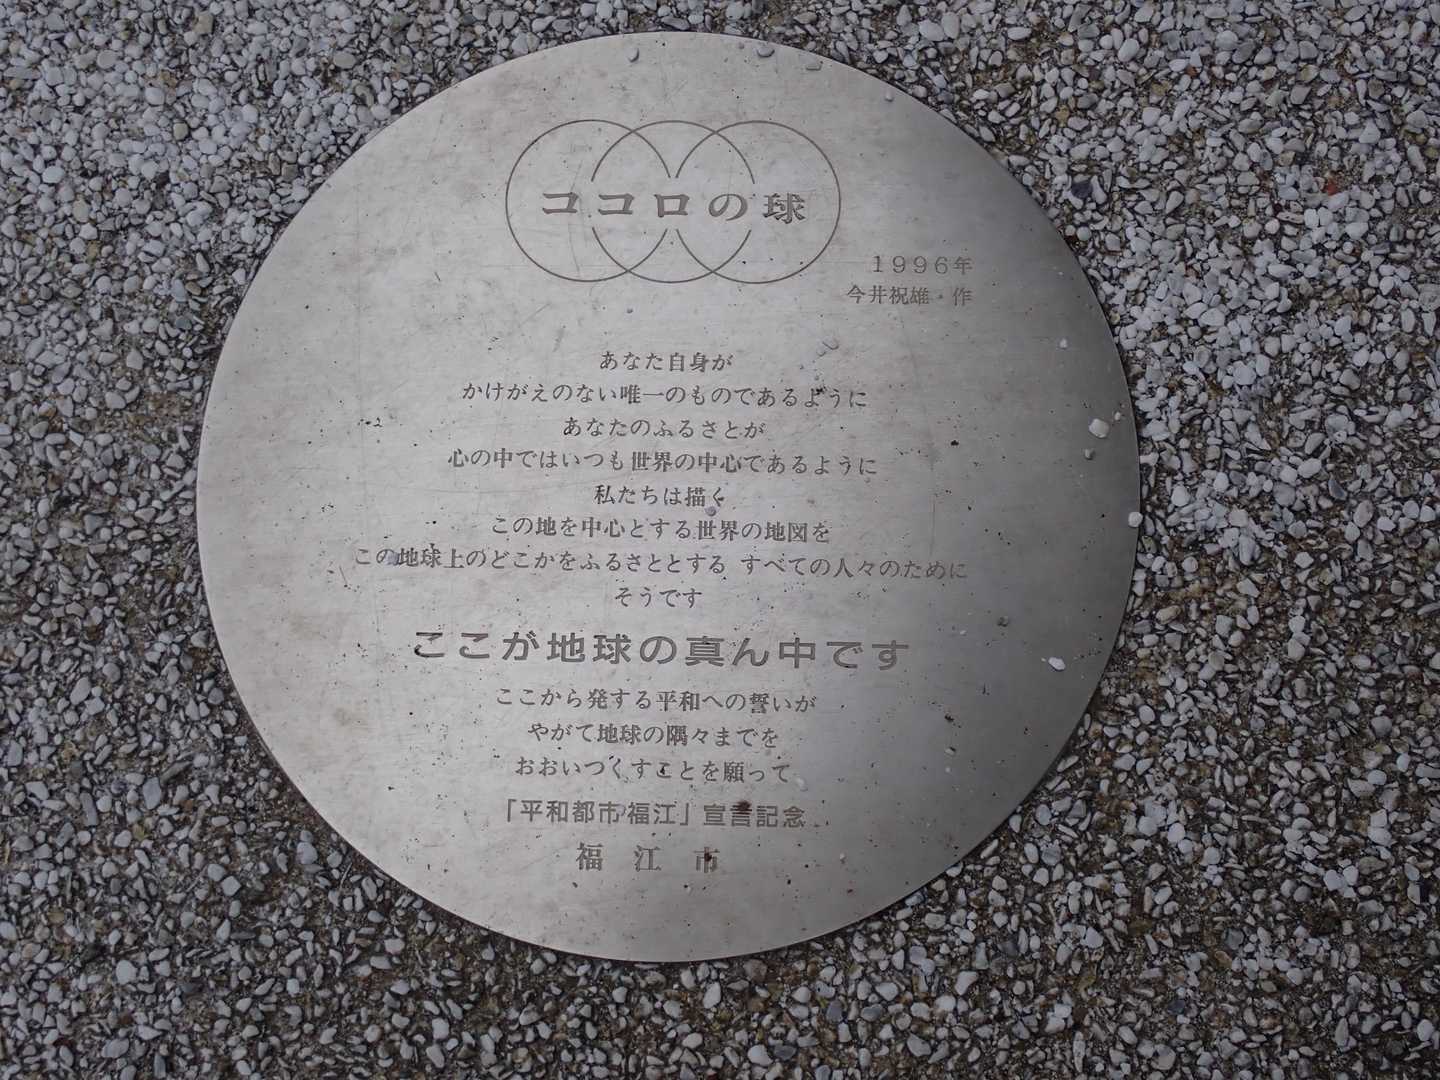 ココロの球
1996年
今井祝雄・作
あなた自身が
かけがえのない唯一のものであるように
あなたのふるさとが
心の中ではいつも世界の中心であるように
私たちは描く
この地を中心とする世界の地図を
この地球上のどこかをふるさととする すべての人々のために
そうです
ここが地球の真ん中です
ここから発する平和への誓いが
やがて地球の隅々までを
おおいつくすことを願って
「平和都市福江」宣言記念
福江市